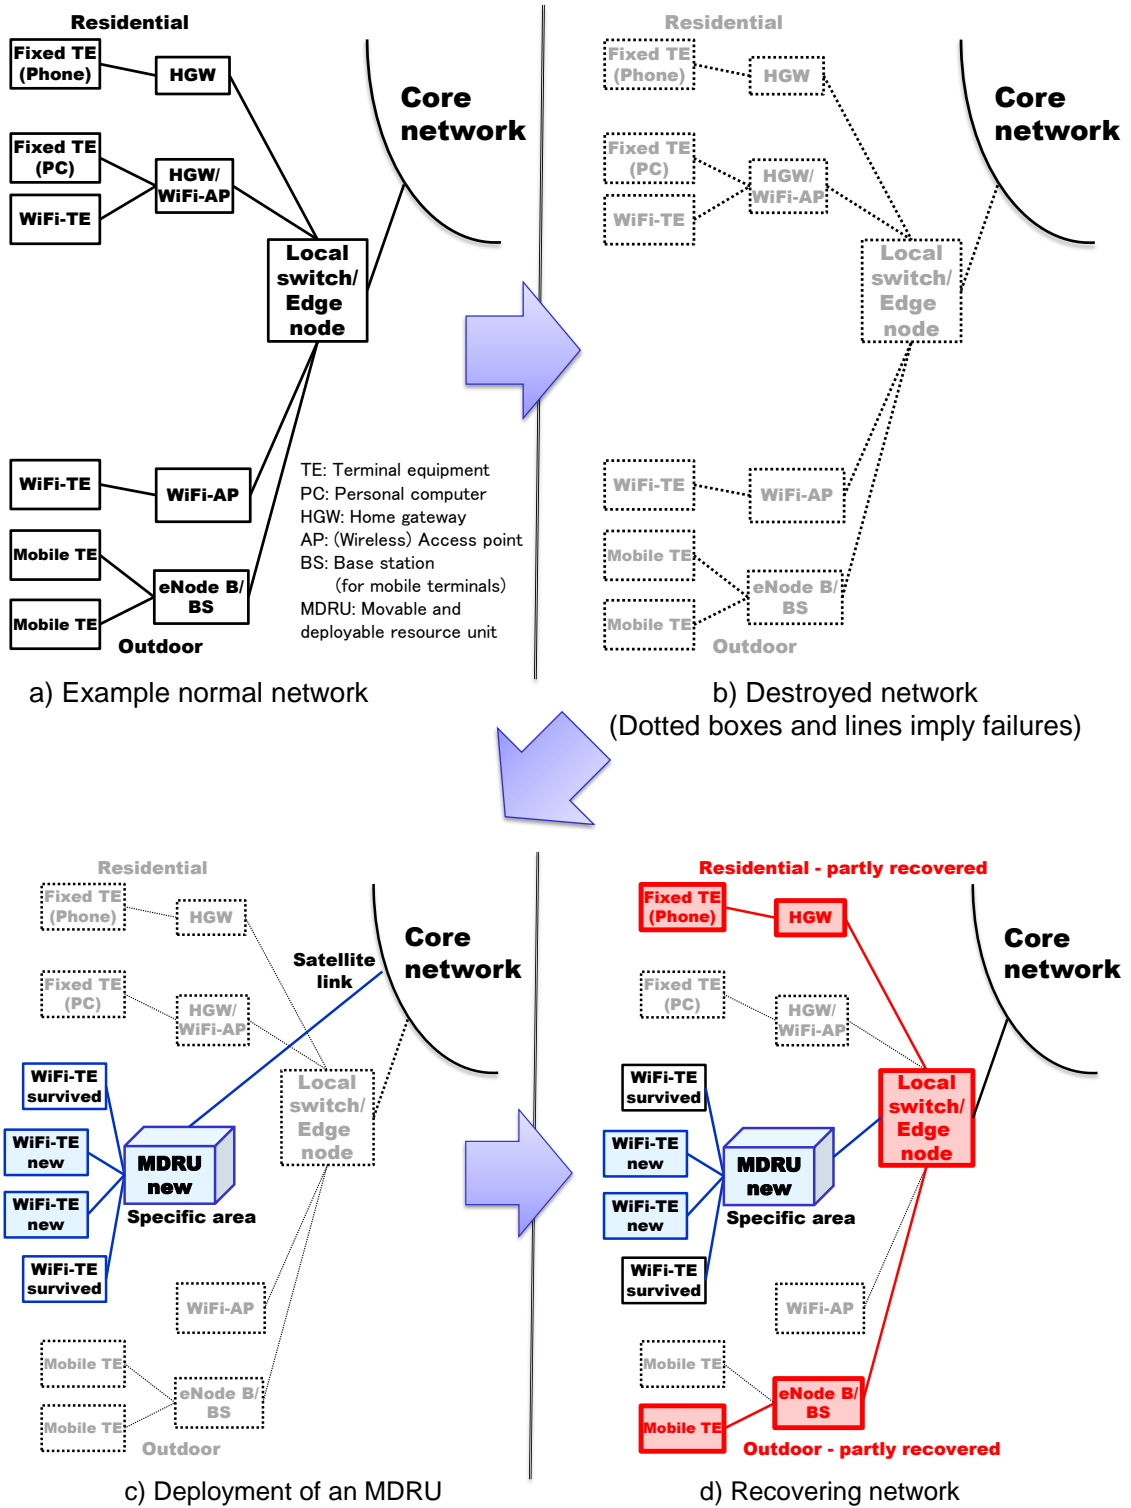 Residential
Fixed TE
(Phone)
HGW
Core
network
Fixed TE
(PC)
HGW/
WiFi-AP
WiFi-TE
Local
switch/
Edge
node
WiFi-TE
WiFi-AP
Mobile TE
eNode B/
BS
Mobile TE
Outdoor
TE: Terminal equipment
PC: Personal computer
HGW: Home gateway
AP: (Wireless) Access point
BS: Base station
(for mobile terminals)
MDRU: Movable and
deployable resource unit
a) Example normal network
Residential
Fixed TE
(Phone)
HGW
Core
network
Fixed TE
(PC)
HGW/
WiFi-AP
WiFi-TE
Local
switch/
Edge
node
WiFi-TE
WiFi-AP
Mobile TE
eNode B/
BS
Mobile TE
Outdoor
b) Destroyed network
(Dotted boxes and lines imply failures)
Residential
Fixed TE
(Phone)
HGW
Core
network
Satellite
link
Fixed TE
(PC)
HGW/
WiFi-AP
WiFi-TE
survived
Local
switch/
Edge
node
WiFi-TE
new
MDRU
new
WiFi-TE
new
Specific area
WiFi-TE
survived
WiFi-AP
Mobile TE
eNode B/
BS
Mobile TE
Outdoor
c) Deployment of an MDRU
Residential - partly recovered
Fixed TE
(Phone)
HGW
Core
network
Fixed TE
(PC)
HGW/
WiFi-AP
WiFi-TE
survived
Local
switch/
Edge
node
WiFi-TE
new
MDRU
new
WiFi-TE
new
Specific area
WiFi-TE
survived
WiFi-AP
Mobile TE
eNode B/
BS
Mobile TE
Outdoor - partly recovered
d) Recovering network